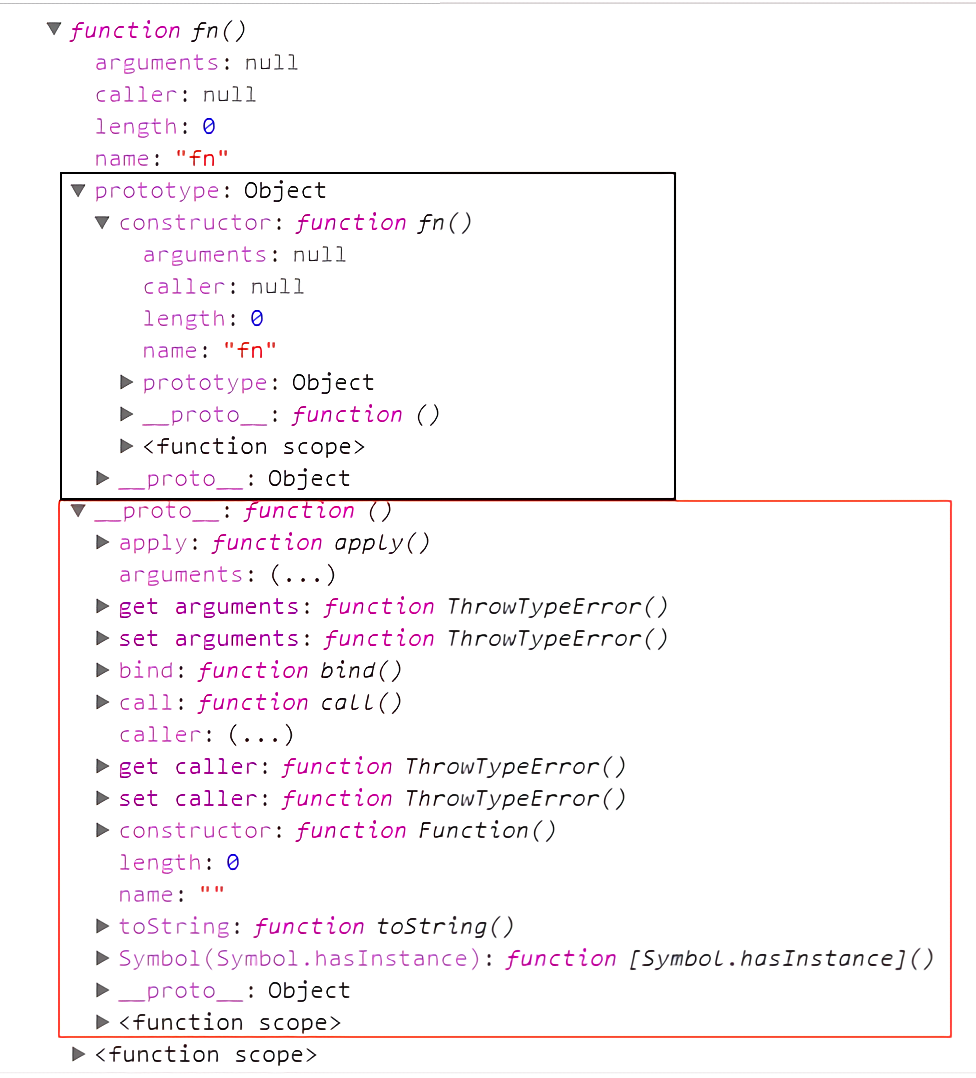 ▼ function fn()
arguments: null
caller: null
length: 0
name: "fn"
▼ prototype: Object
▼ constructor: function fn()
arguments: null
caller: null
length: 0
name: "fn"
▶ prototype: Object
▶ __proto__: function ()
▶ <function scope>
▶ __proto__: Object
▼ __proto__: function ()
▶ apply: function apply()
arguments: (...)
▶ get arguments: function ThrowTypeError()
▶ set arguments: function ThrowTypeError()
▶ bind: function bind()
▶ call: function call()
caller: (...)
▶ get caller: function ThrowTypeError()
▶ set caller: function ThrowTypeError()
▶ constructor: function Function()
length: 0
name: ""
▶ toString: function toString()
▶ Symbol(Symbol.hasInstance): function [Symbol.hasInstance]()
▶ __proto__: Object
▶ <function scope>
▶ <function scope>